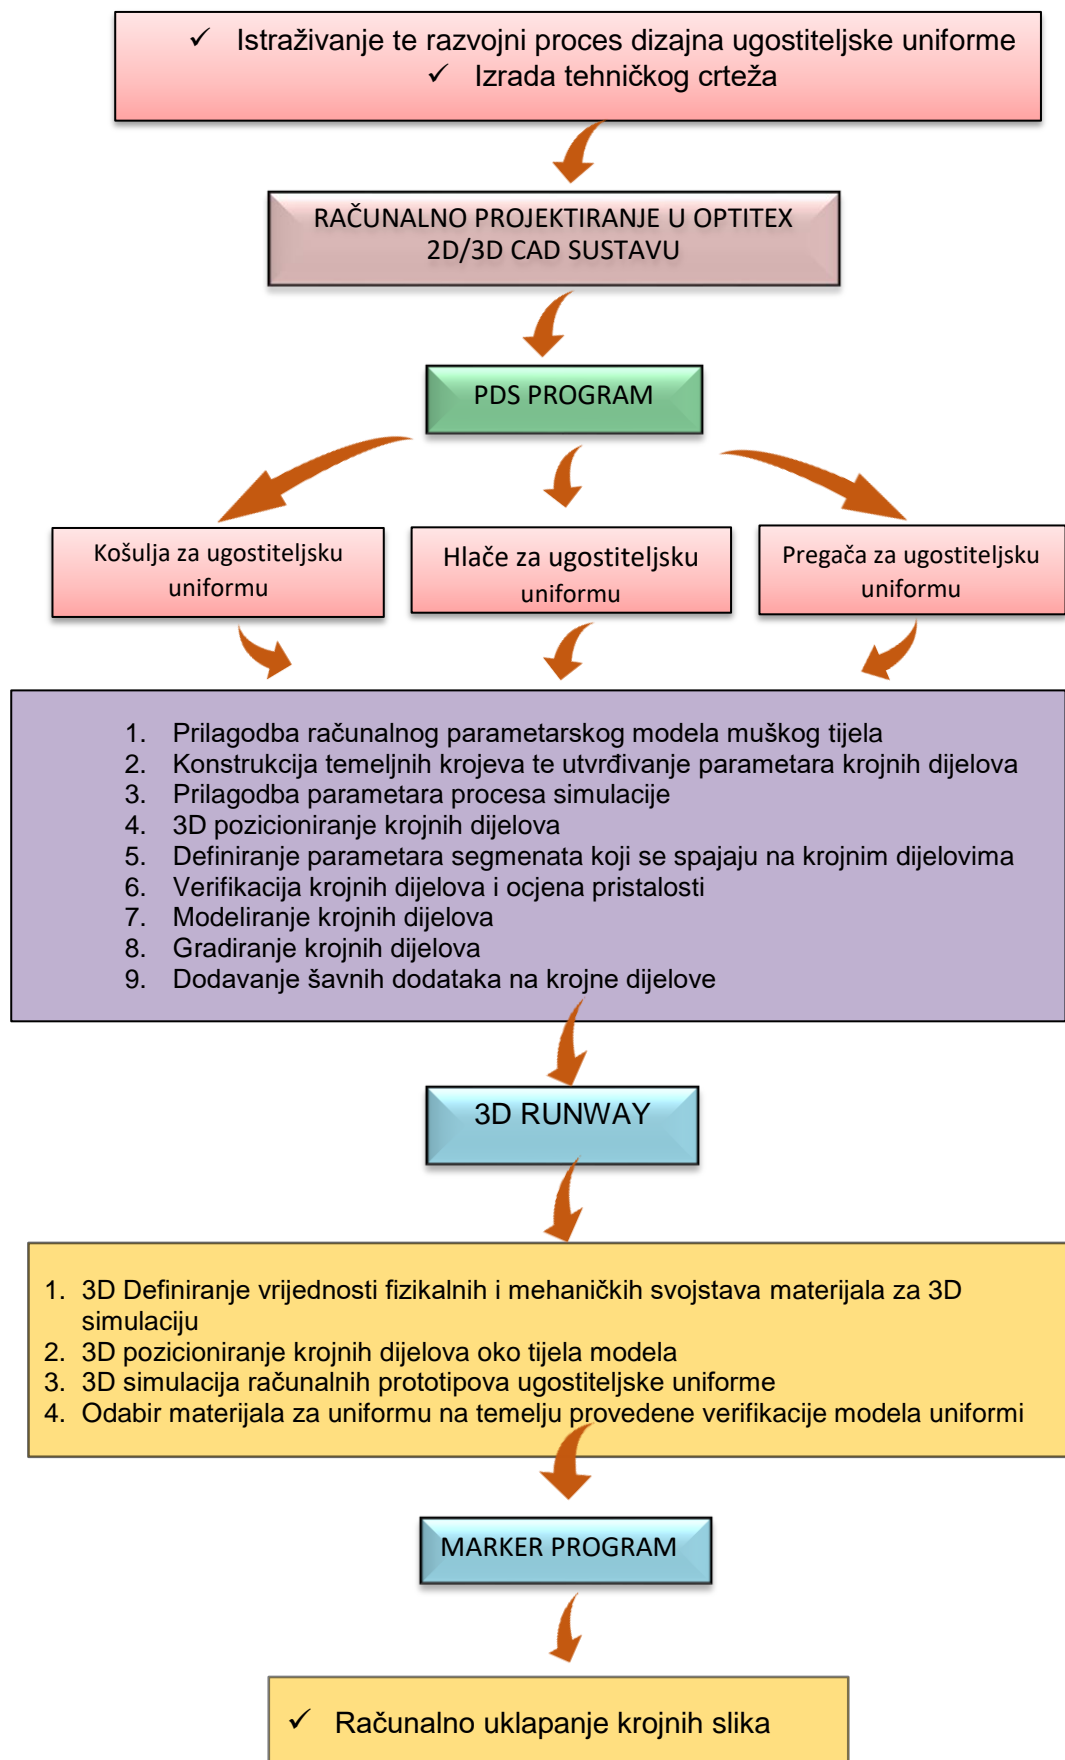 ✓ Istraživanje te razvojni proces dizajna ugostiteljske uniforme
✓ Izrada tehničkog crteža
RAČUNALNO PROJEKTIRANJE U OPTITEX
2D/3D CAD SUSTAVU
PDS PROGRAM
Košulja za ugostiteljsku
uniformu
Hlače za ugostiteljsku
uniformu
Pregača za ugostiteljsku
uniformu
1. Prilagodba računalnog parametarskog modela muškog tijela
2. Konstrukcija temeljnih krojeva te utvrđivanje parametara krojnih dijelova
3. Prilagodba parametara procesa simulacije
4. 3D pozicioniranje krojnih dijelova
5. Definiranje parametara segmenata koji se spajaju na krojnim dijelovima
6. Verifikacija krojnih dijelova i ocjena pristalosti
7. Modeliranje krojnih dijelova
8. Gradiranje krojnih dijelova
9. Dodavanje šavnih dodataka na krojne dijelove
3D RUNWAY
1. 3D Definiranje vrijednosti fizikalnih i mehaničkih svojstava materijala za 3D
simulaciju
2. 3D pozicioniranje krojnih dijelova oko tijela modela
3. 3D simulacija računalnih prototipova ugostiteljske uniforme
4. Odabir materijala za uniformu na temelju provedene verifikacije modela uniformi
MARKER PROGRAM
✓ Računalno uklapanje krojnih slika